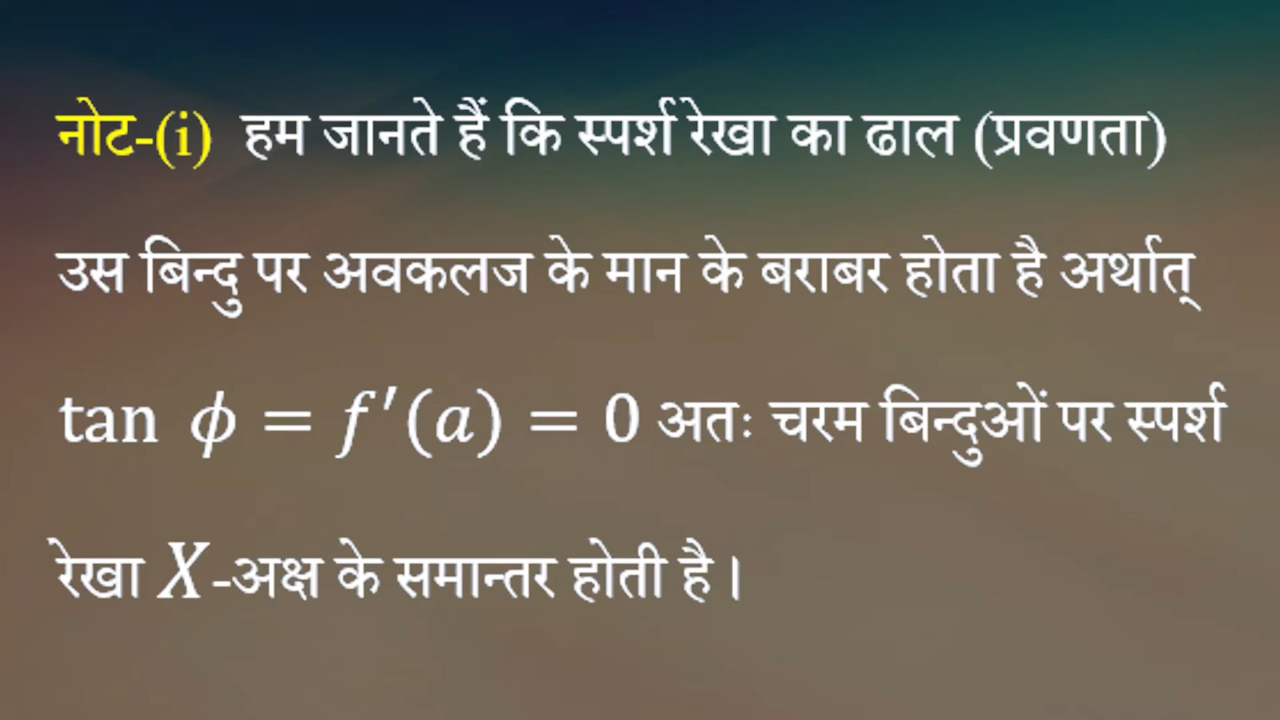 नोट-(i) हम जानते हैं कि स्पर्श रेखा का ढाल (प्रवणता)
उस बिन्दु पर अवकलज के मान के बराबर होता है अर्थात्
tan ϕ = f′(a) = 0 अतः चरम बिन्दुओं पर स्पर्श
रेखा X-अक्ष के समान्तर होती है।